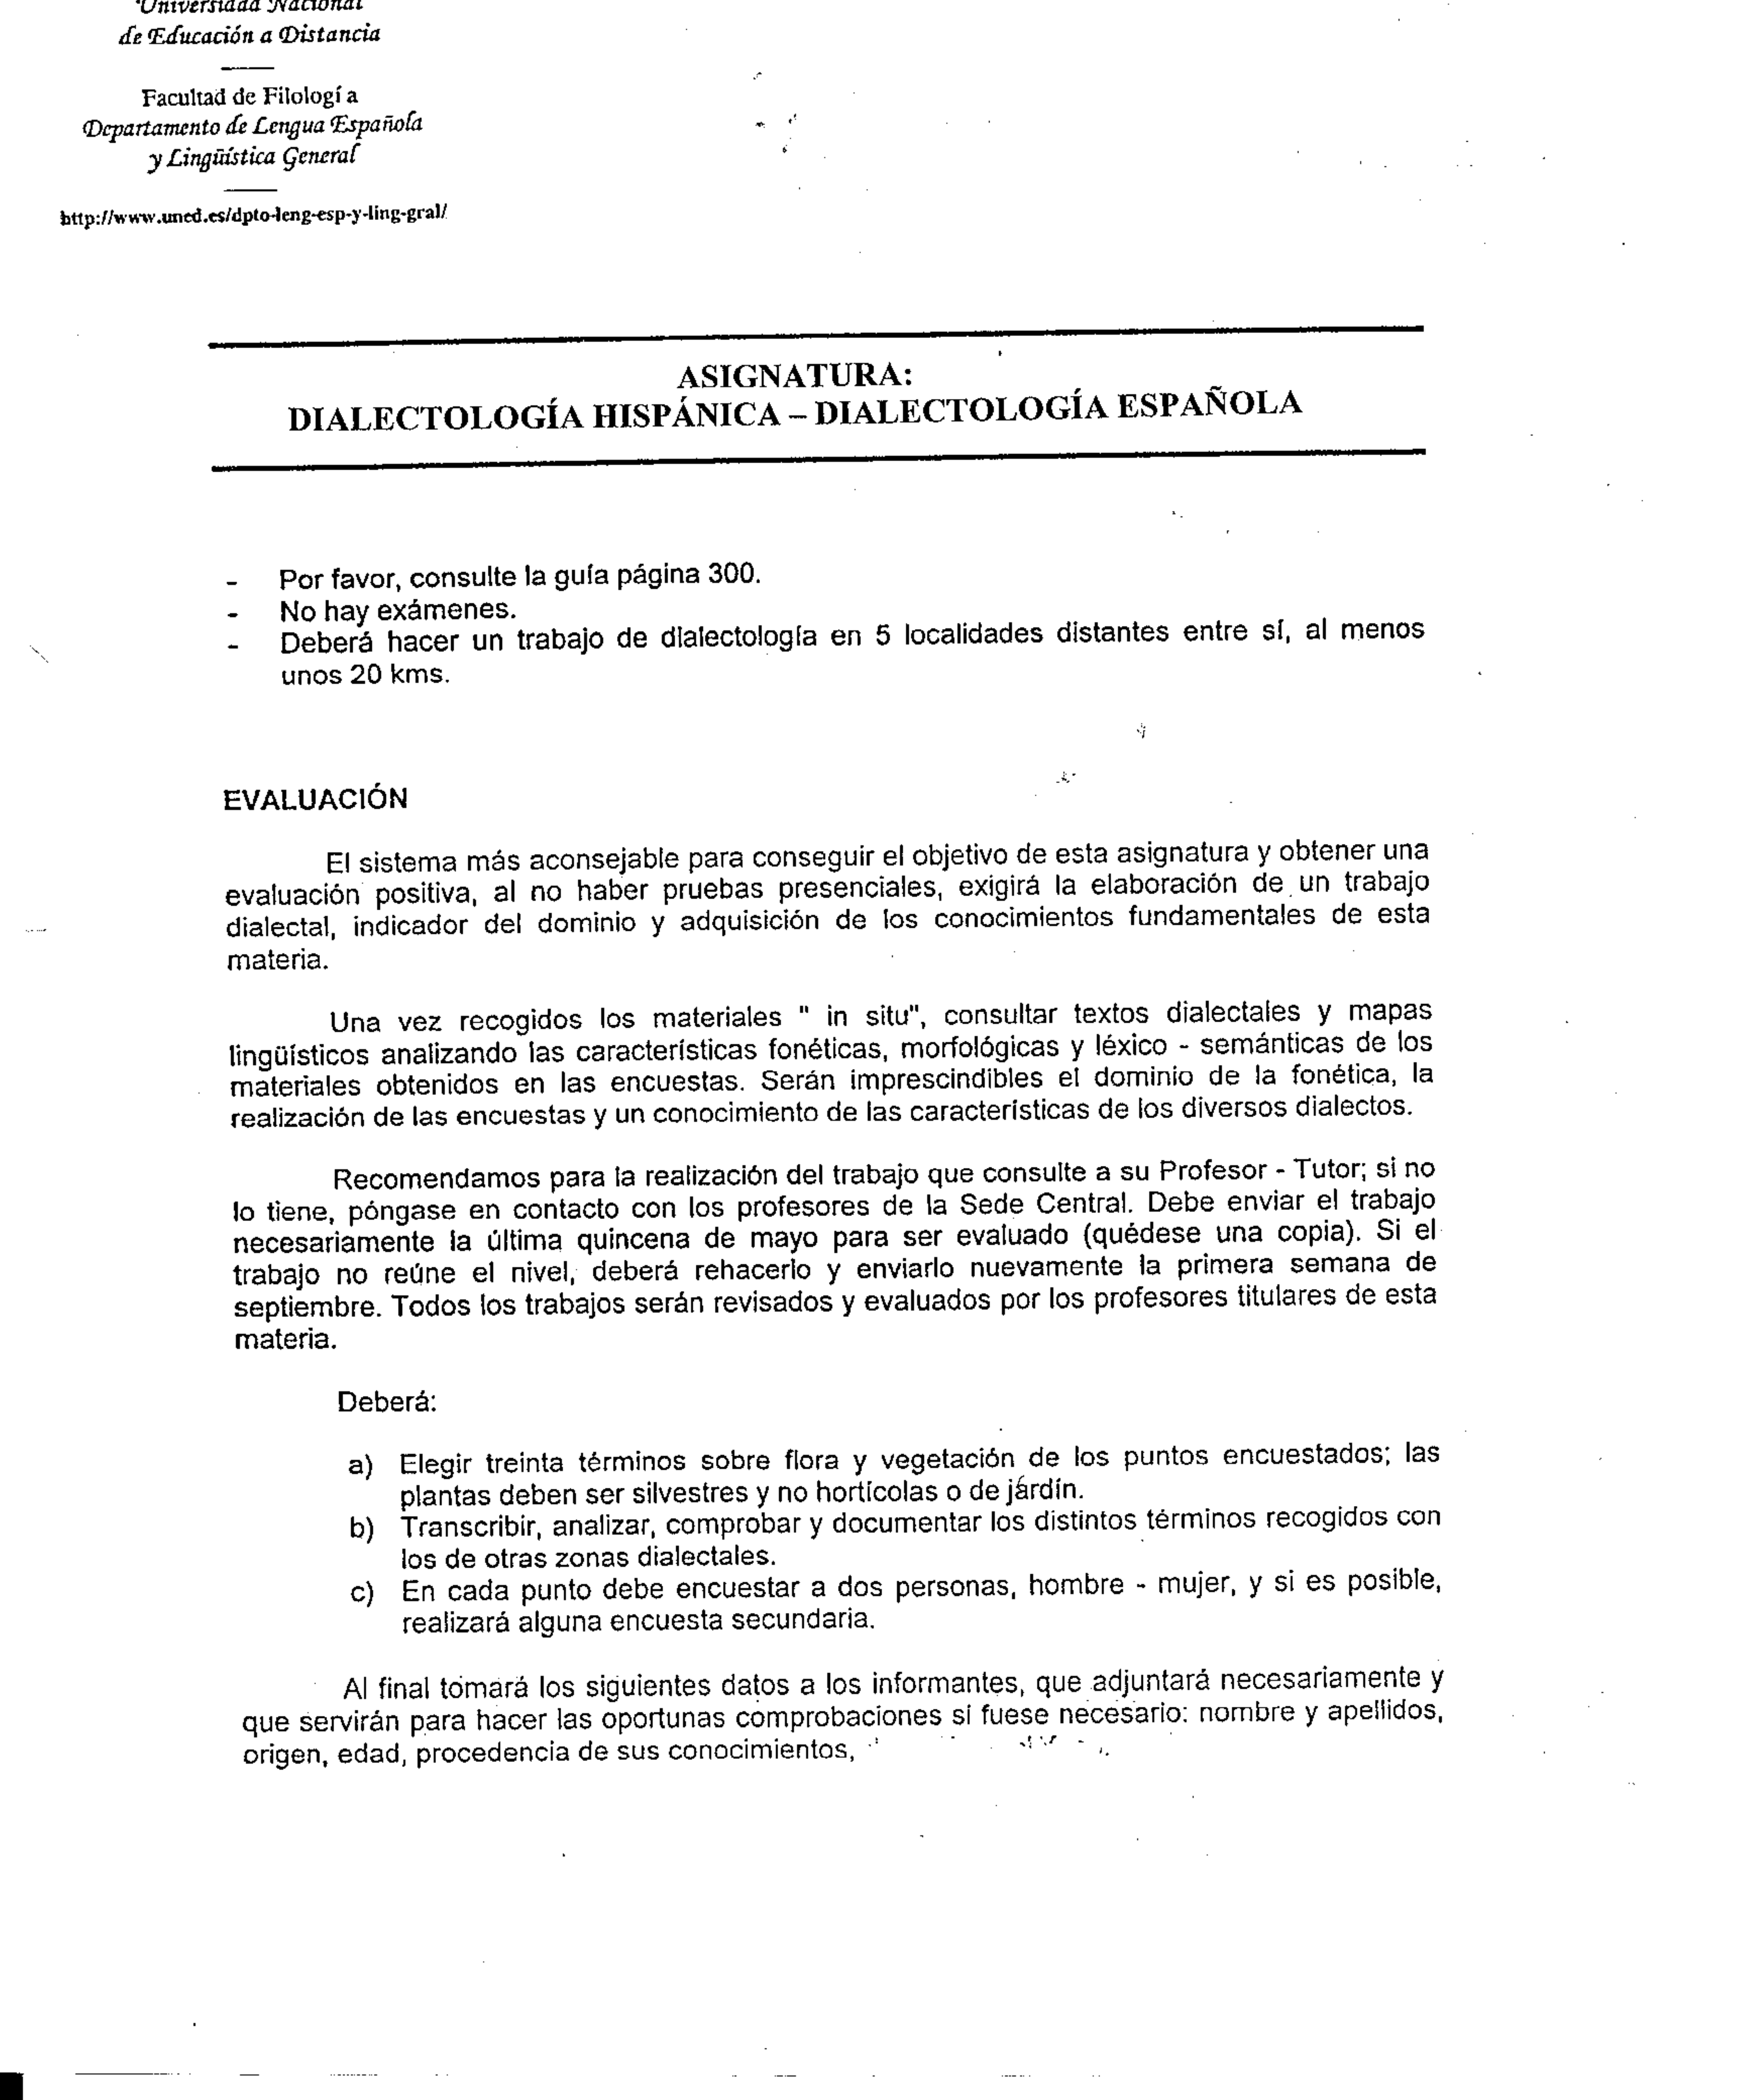 Universidad Nacional
de Educación a Distancia
Facultad de Filología
Departamento de Lengua Española
y Lingüística General
http://www.uned.es/dpto-leng-esp-y-ling-gral/
ASIGNATURA:
DIALECTOLOGÍA HISPÁNICA – DIALECTOLOGÍA ESPAÑOLA
- Por favor, consulte la guía página 300.
- No hay exámenes.
- Deberá hacer un trabajo de dialectología en 5 localidades distantes entre sí, al menos
unos 20 kms.
EVALUACIÓN
El sistema más aconsejable para conseguir el objetivo de esta asignatura y obtener una
evaluación positiva, al no haber pruebas presenciales, exigirá la elaboración de un trabajo
dialectal, indicador del dominio y adquisición de los conocimientos fundamentales de esta
materia.
Una vez recogidos los materiales " in situ", consultar textos dialectales y mapas
lingüísticos analizando las características fonéticas, morfológicas y léxico - semánticas de los
materiales obtenidos en las encuestas. Serán imprescindibles el dominio de la fonética, la
realización de las encuestas y un conocimiento de las características de los diversos dialectos.
Recomendamos para la realización del trabajo que consulte a su Profesor - Tutor; si no
lo tiene, póngase en contacto con los profesores de la Sede Central. Debe enviar el trabajo
necesariamente la última quincena de mayo para ser evaluado (quédese una copia). Si el
trabajo no reúne el nivel, deberá rehacerlo y enviarlo nuevamente la primera semana de
septiembre. Todos los trabajos serán revisados y evaluados por los profesores titulares de esta
materia.
Deberá:
a) Elegir treinta términos sobre flora y vegetación de los puntos encuestados; las
plantas deben ser silvestres y no hortícolas o de járdín.
b) Transcribir, analizar, comprobar y documentar los distintos términos recogidos con
los de otras zonas dialectales.
c) En cada punto debe encuestar a dos personas, hombre - mujer, y si es posible,
realizará alguna encuesta secundaria.
Al final tomará los siguientes datos a los informantes, que adjuntará necesariamente y
que servirán para hacer las oportunas comprobaciones si fuese necesario: nombre y apellidos,
origen, edad, procedencia de sus conocimientos,